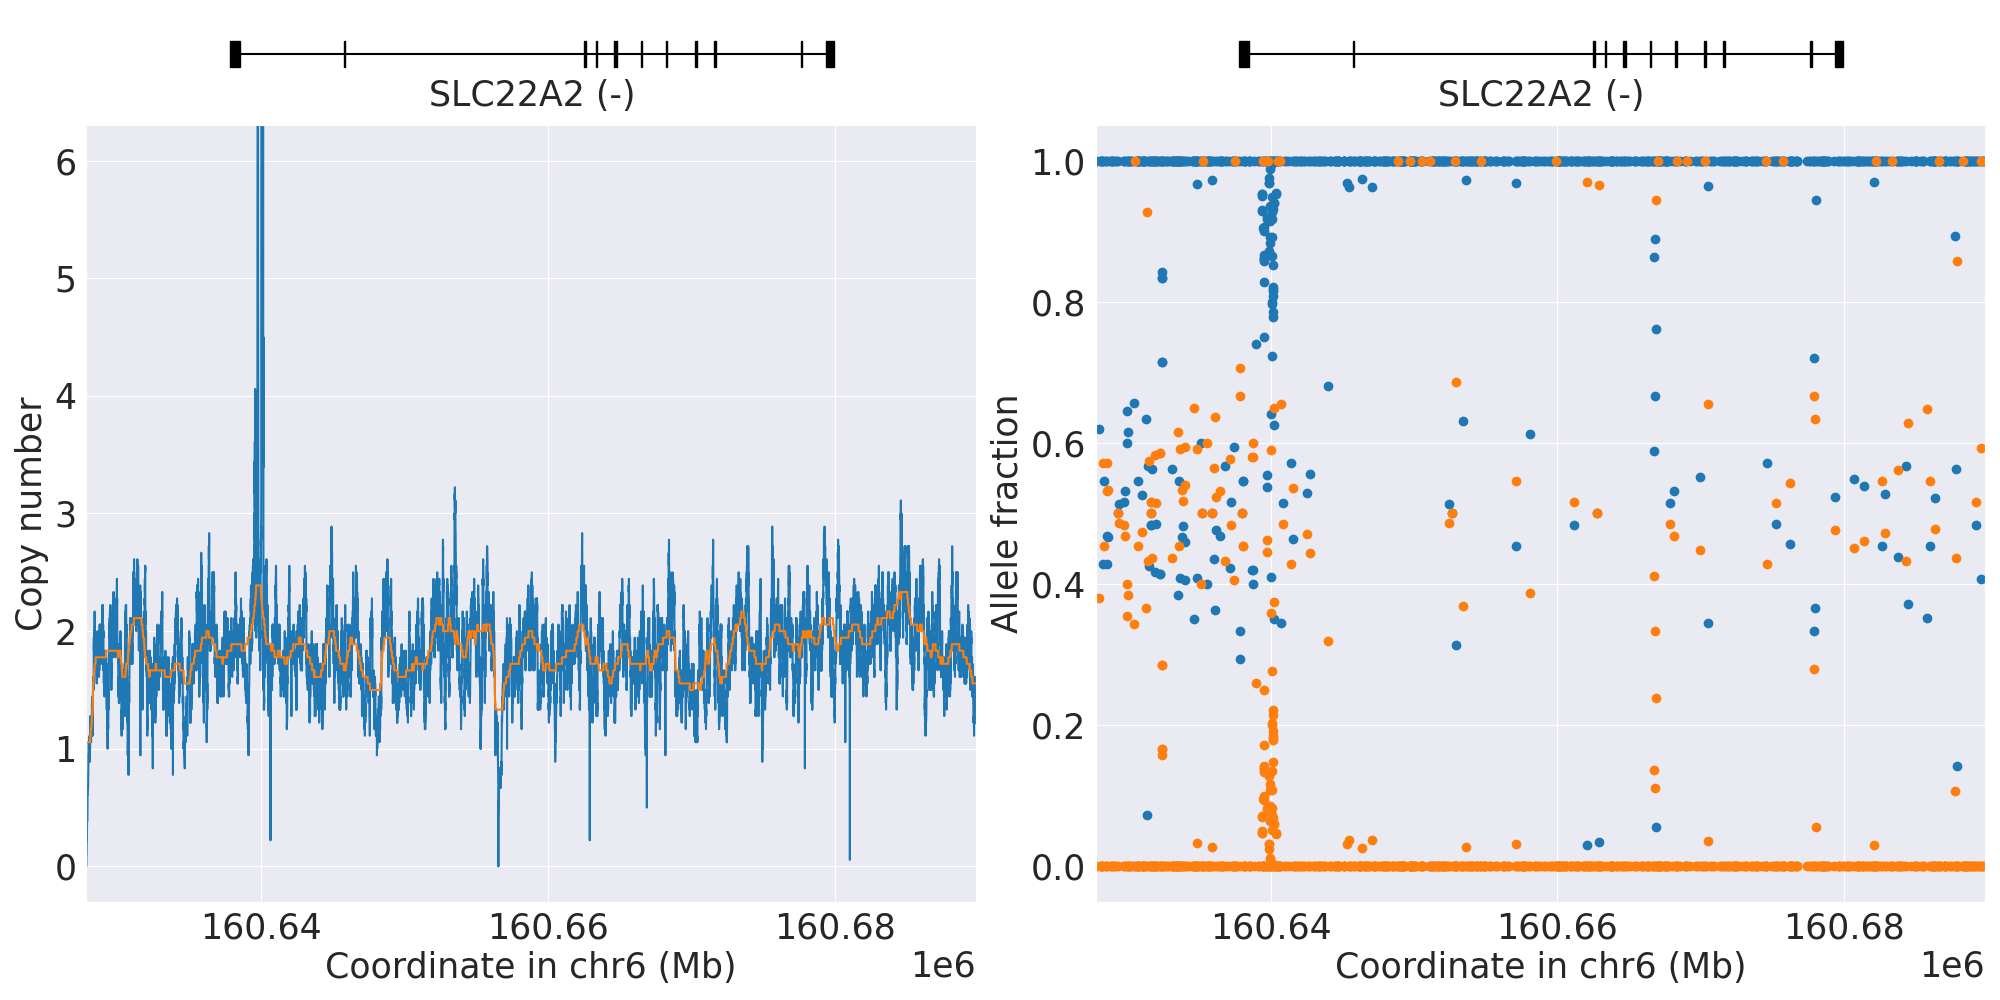 SLC22A2 (-)
6
5
4
3
2
1
0
Copy number
160.64
160.66
160.68
Coordinate in chr6 (Mb)
1e6
SLC22A2 (-)
1.0
0.8
0.6
0.4
0.2
0.0
Allele fraction
160.64
160.66
160.68
Coordinate in chr6 (Mb)
1e6